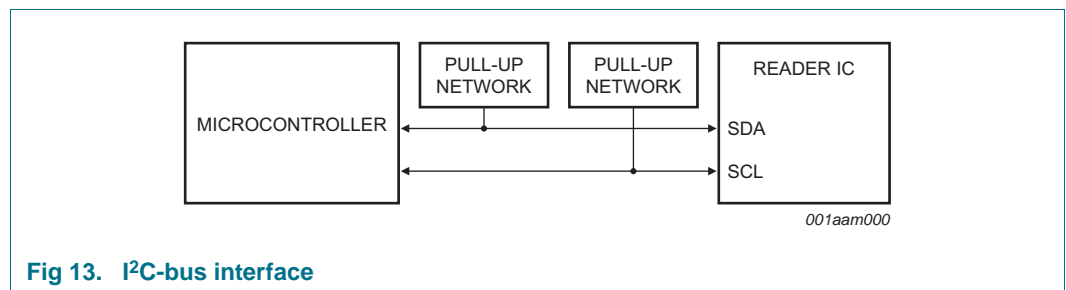 PULL-UP
NETWORK
PULL-UP
NETWORK
READER IC
MICROCONTROLLER
SDA
SCL
001aam000
Fig 13. I²C-bus interface